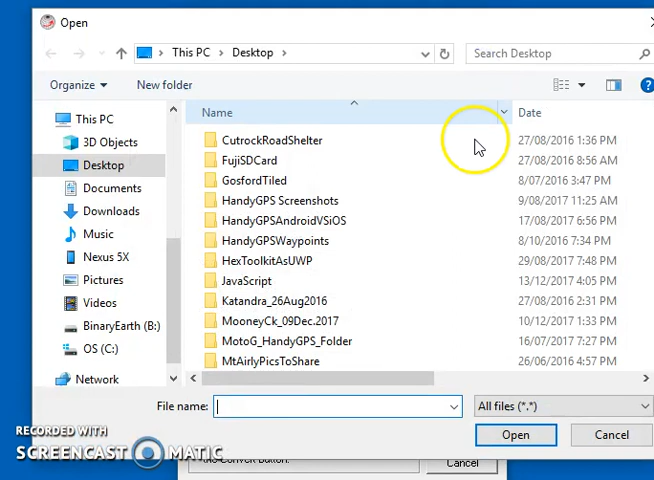 Open
This PC > Desktop >
Search Desktop
Organize
New folder
Name
Date
This PC
3D Objects
Desktop
Documents
Downloads
Music
Nexus 5X
Pictures
Videos
BinaryEarth (B:)
OS (C:)
Network
CutrockRoadShelter 27/08/2016 1:36 PM
FujiSDCard 27/08/2016 8:56 AM
GosfordTiled 8/07/2016 3:47 PM
HandyGPS Screenshots 9/08/2017 11:25 AM
HandyGPSAndroidVSiOS 17/08/2017 6:56 PM
HandyGPSWaypoints 8/10/2016 7:34 PM
HexToolkitAsUWP 29/08/2017 7:48 PM
JavaScript 13/12/2017 4:05 PM
Katandra_26Aug2016 27/08/2016 2:31 PM
MooneyCk_09Dec.2017 10/12/2017 1:33 PM
MotoG_HandyGPS_Folder 16/07/2017 7:27 PM
MtAirlyPicsToShare 26/06/2016 4:57 PM
File name:
All files (*.*)
Open
Cancel
RECORDED WITH
SCREENCAST MATIC
Button.
Cancel